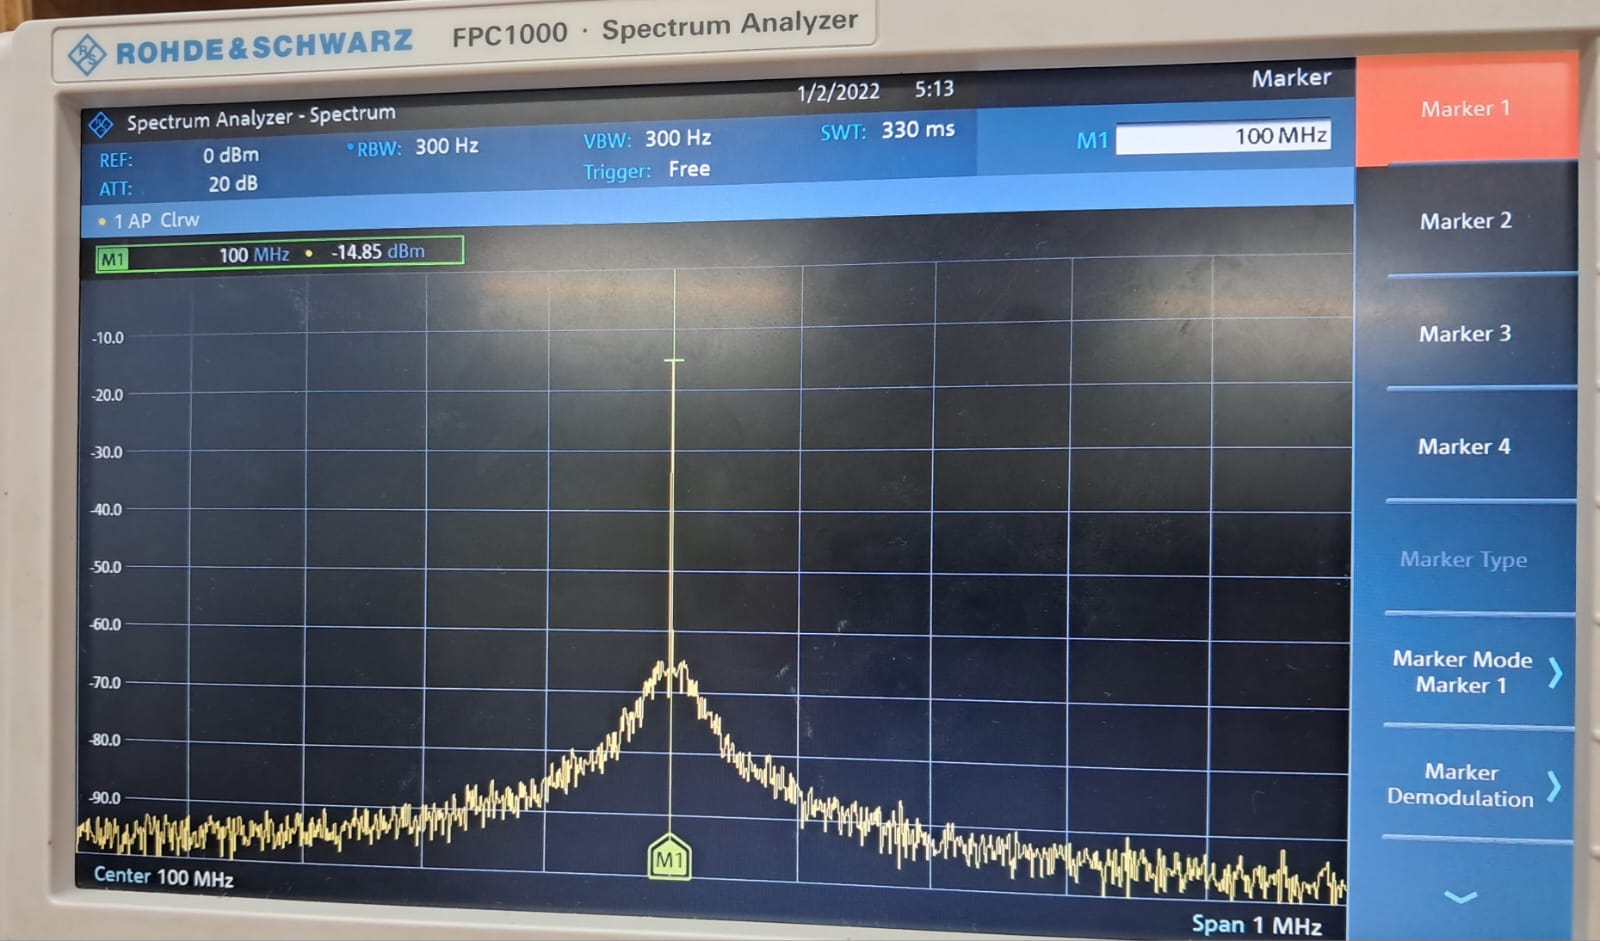 ROHDE & SCHWARZ FPC1000 · Spectrum Analyzer
Spectrum Analyzer - Spectrum 1/2/2022 5:13 Marker
REF: 0 dBm *RBW: 300 Hz VBW: 300 Hz SWT: 330 ms M1 100 MHz
ATT: 20 dB Trigger: Free
• 1 AP Clrw
M1 100 MHz • -14.85 dBm
-10.0
-20.0
-30.0
-40.0
-50.0
-60.0
-70.0
-80.0
-90.0
M1
Center 100 MHz Span 1 MHz
Marker 1
Marker 2
Marker 3
Marker 4
Marker Type
Marker Mode
Marker 1
Marker
Demodulation